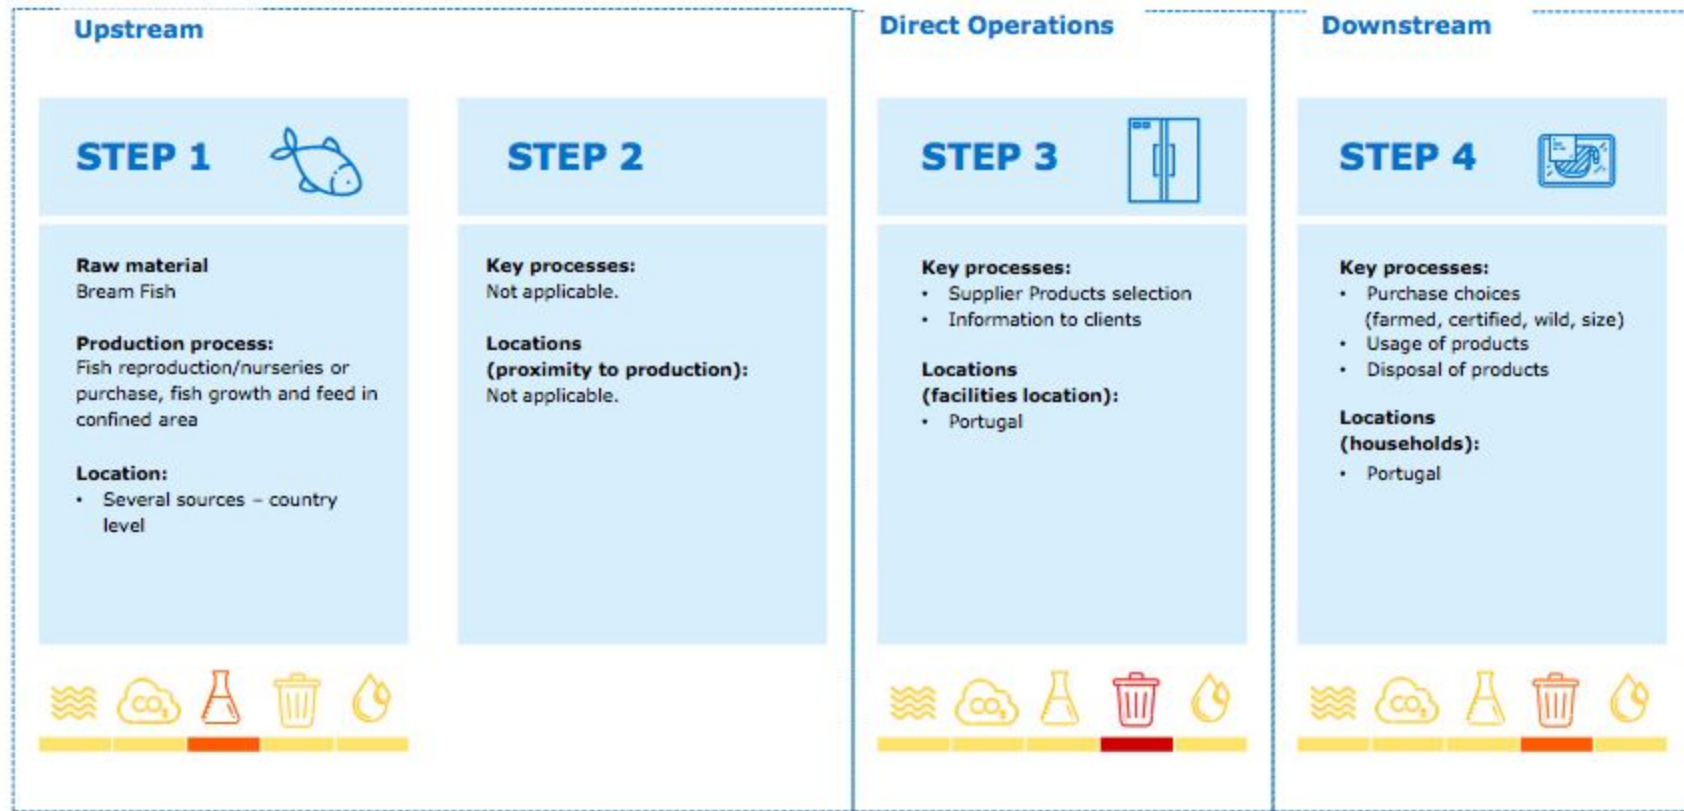 Upstream
STEP 1
Raw material
Bream Fish
Production process:
Fish reproduction/nurseries or
purchase, fish growth and feed in
confined area
Location:
• Several sources – country
level
CO₂
STEP 2
Key processes:
Not applicable.
Locations
(proximity to production):
Not applicable.
Direct Operations
STEP 3
Key processes:
• Supplier Products selection
• Information to clients
Locations
(facilities location):
• Portugal
CO₂
Downstream
STEP 4
Key processes:
• Purchase choices
(farmed, certified, wild, size)
• Usage of products
• Disposal of products
Locations
(households):
• Portugal
CO₂